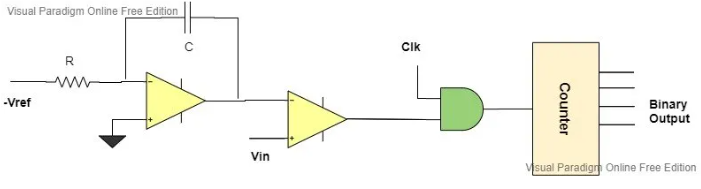 Visual Paradigm Online Free Edition
C
R
Clk
-Vref
-
+
-
+
Vin
Counter
Binary
Output
Visual Paradigm Online Free Edition